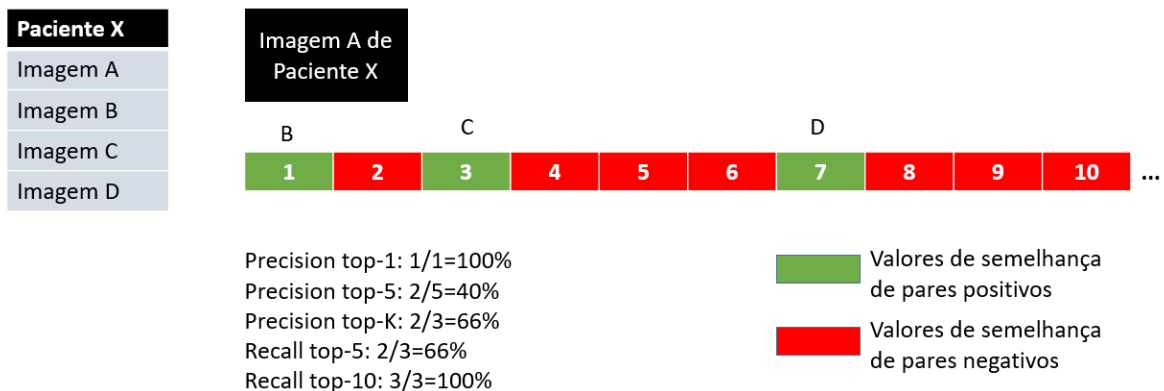 Paciente X
Imagem A
Imagem B
Imagem C
Imagem D
Imagem A de
Paciente X
B
C
D
1 2 3 4 5 6 7 8 9 10 ...
Precision top-1: 1/1=100%
Precision top-5: 2/5=40%
Precision top-K: 2/3=66%
Recall top-5: 2/3=66%
Recall top-10: 3/3=100%
Valores de semelhança
de pares positivos
Valores de semelhança
de pares negativos